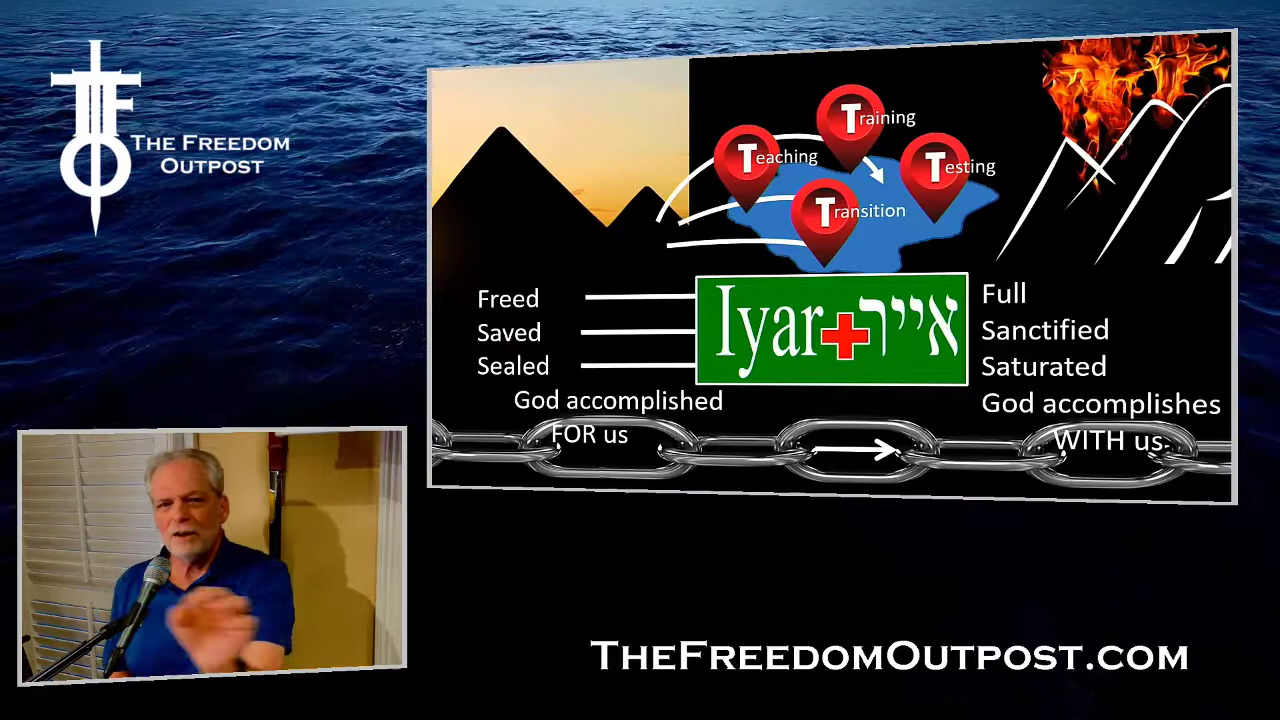 The Freedom
Outpost
Training
Teaching
Testing
Transition
Freed
Saved
Sealed
God accomplished
FOR us
Iyar אייר
Full
Sanctified
Saturated
God accomplishes
WITH us
TheFreedomOutpost.com